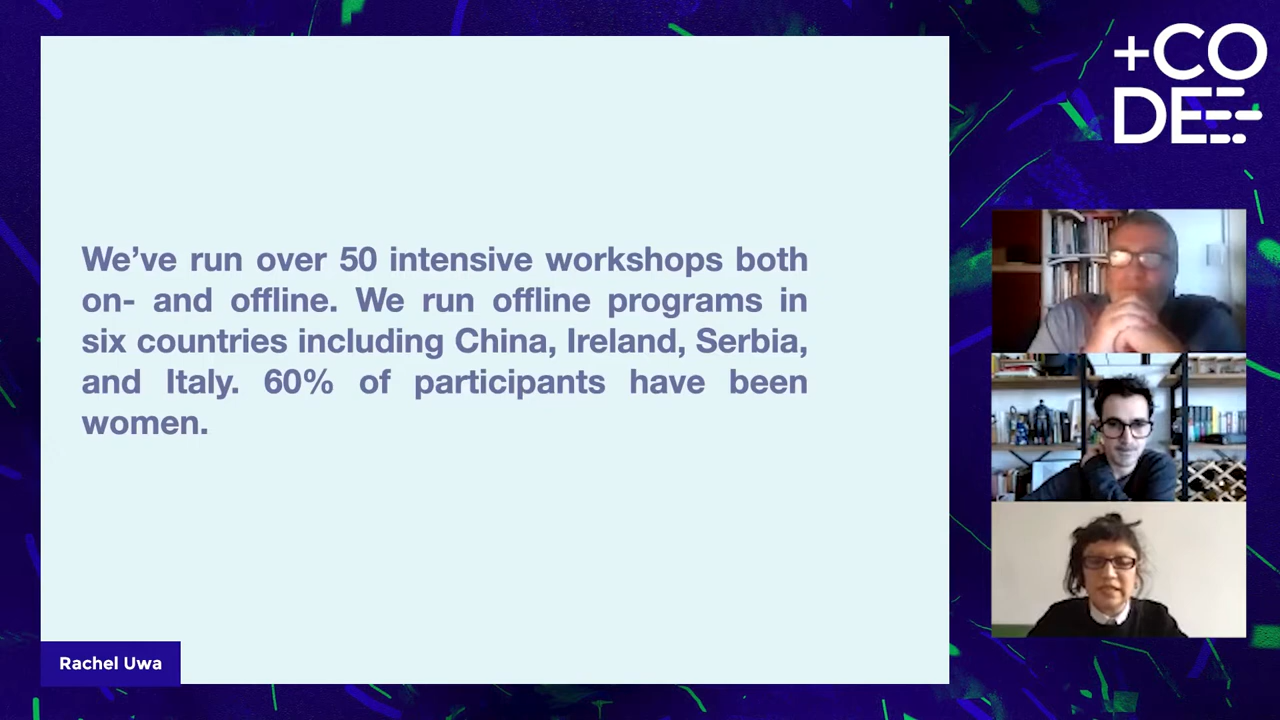 +CO
DE
We've run over 50 intensive workshops both
on- and offline. We run offline programs in
six countries including China, Ireland, Serbia,
and Italy. 60% of participants have been
women.
Rachel Uwa